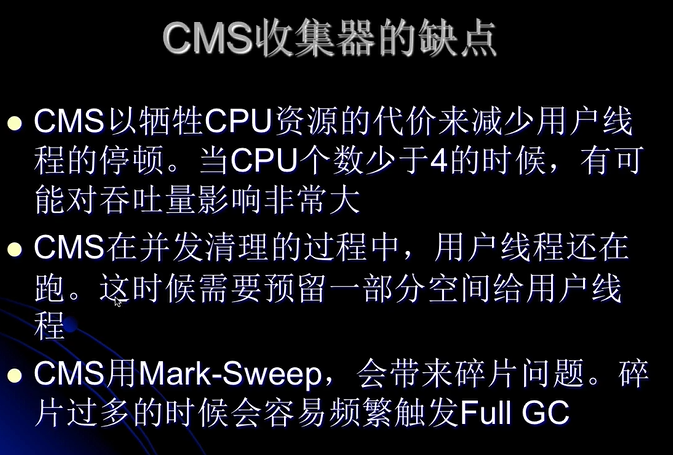 CMS收集器的缺点
CMS以牺牲CPU资源的代价来减少用户线
程的停顿。当CPU个数少于4的时候，有可
能对吞吐量影响非常大
CMS在并发清理的过程中，用户线程还在
跑。这时候需要预留一部分空间给用户线
程
CMS用Mark-Sweep，会带来碎片问题。碎
片过多的时候会容易频繁触发Full GC